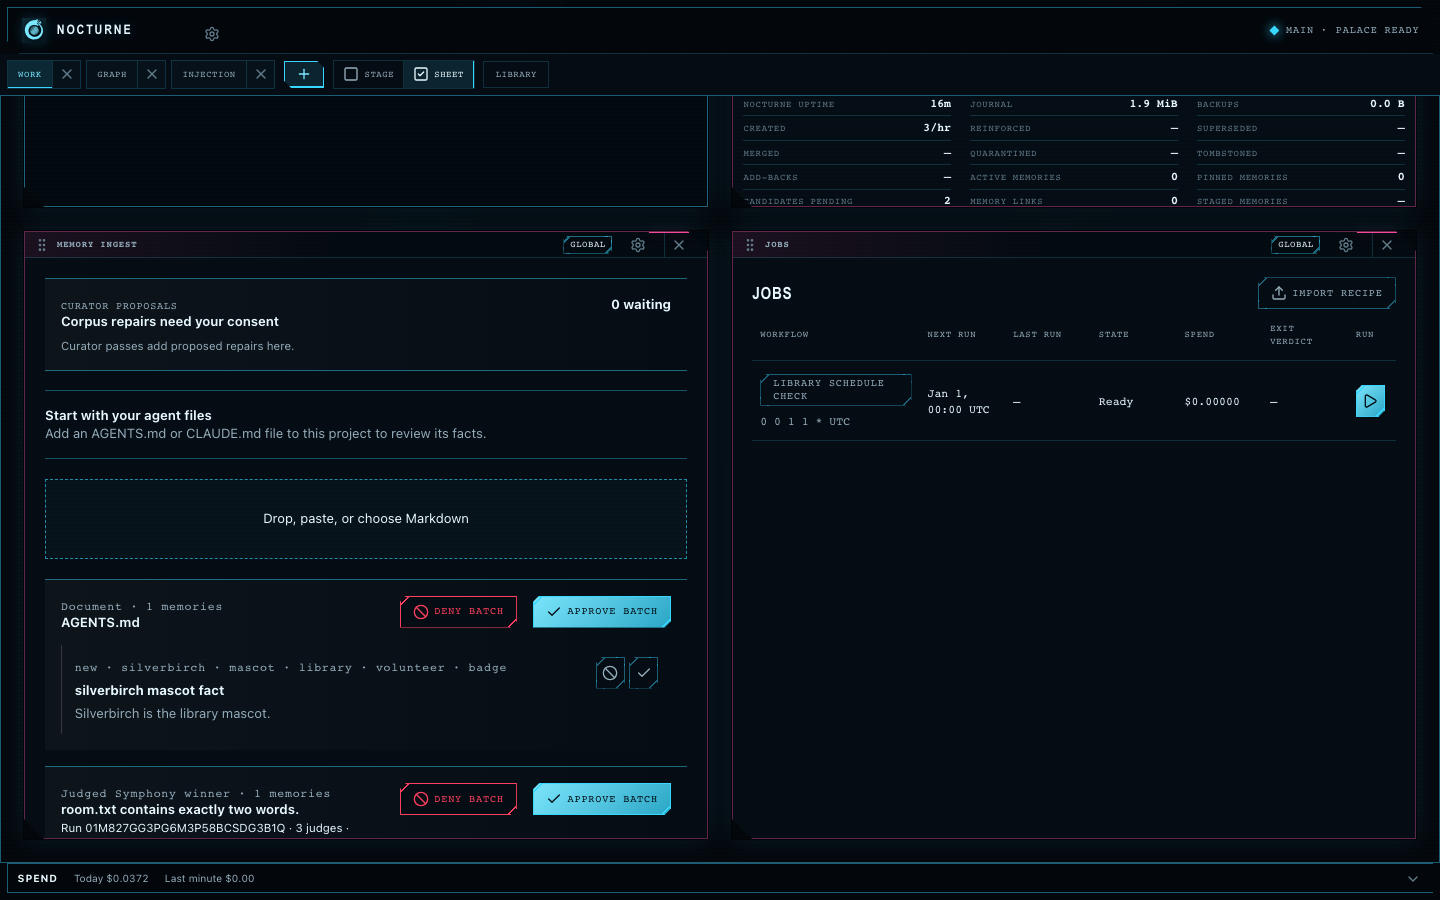 NOCTURNE
MAIN · PALACE READY
WORK
GRAPH
INJECTION
STAGE
SHEET
LIBRARY
NOCTURNE UPTIME 16m
JOURNAL 1.9 MiB
BACKUPS 0.0 B
CREATED 3/hr
REINFORCED —
SUPERSEDED —
MERGED —
QUARANTINED —
TOMBSTONED —
ADD-BACKS —
ACTIVE MEMORIES 0
PINNED MEMORIES 0
CANDIDATES PENDING 2
MEMORY LINKS 0
STAGED MEMORIES —
MEMORY INGEST
GLOBAL
CURATOR PROPOSALS
0 waiting
Corpus repairs need your consent
Curator passes add proposed repairs here.
Start with your agent files
Add an AGENTS.md or CLAUDE.md file to this project to review its facts.
Drop, paste, or choose Markdown
Document · 1 memories
AGENTS.md
DENY BATCH
APPROVE BATCH
new · silverbirch · mascot · library · volunteer · badge
silverbirch mascot fact
Silverbirch is the library mascot.
Judged Symphony winner · 1 memories
room.txt contains exactly two words.
Run 01M827GG3PG6M3P58BCSDG3B1Q · 3 judges ·
DENY BATCH
APPROVE BATCH
JOBS
GLOBAL
JOBS
IMPORT RECIPE
WORKFLOW
NEXT RUN
LAST RUN
STATE
SPEND
EXIT
VERDICT
RUN
LIBRARY SCHEDULE
CHECK
0 0 1 1 * UTC
Jan 1,
00:00 UTC
—
Ready
$0.00000
—
SPEND
Today $0.0372
Last minute $0.00